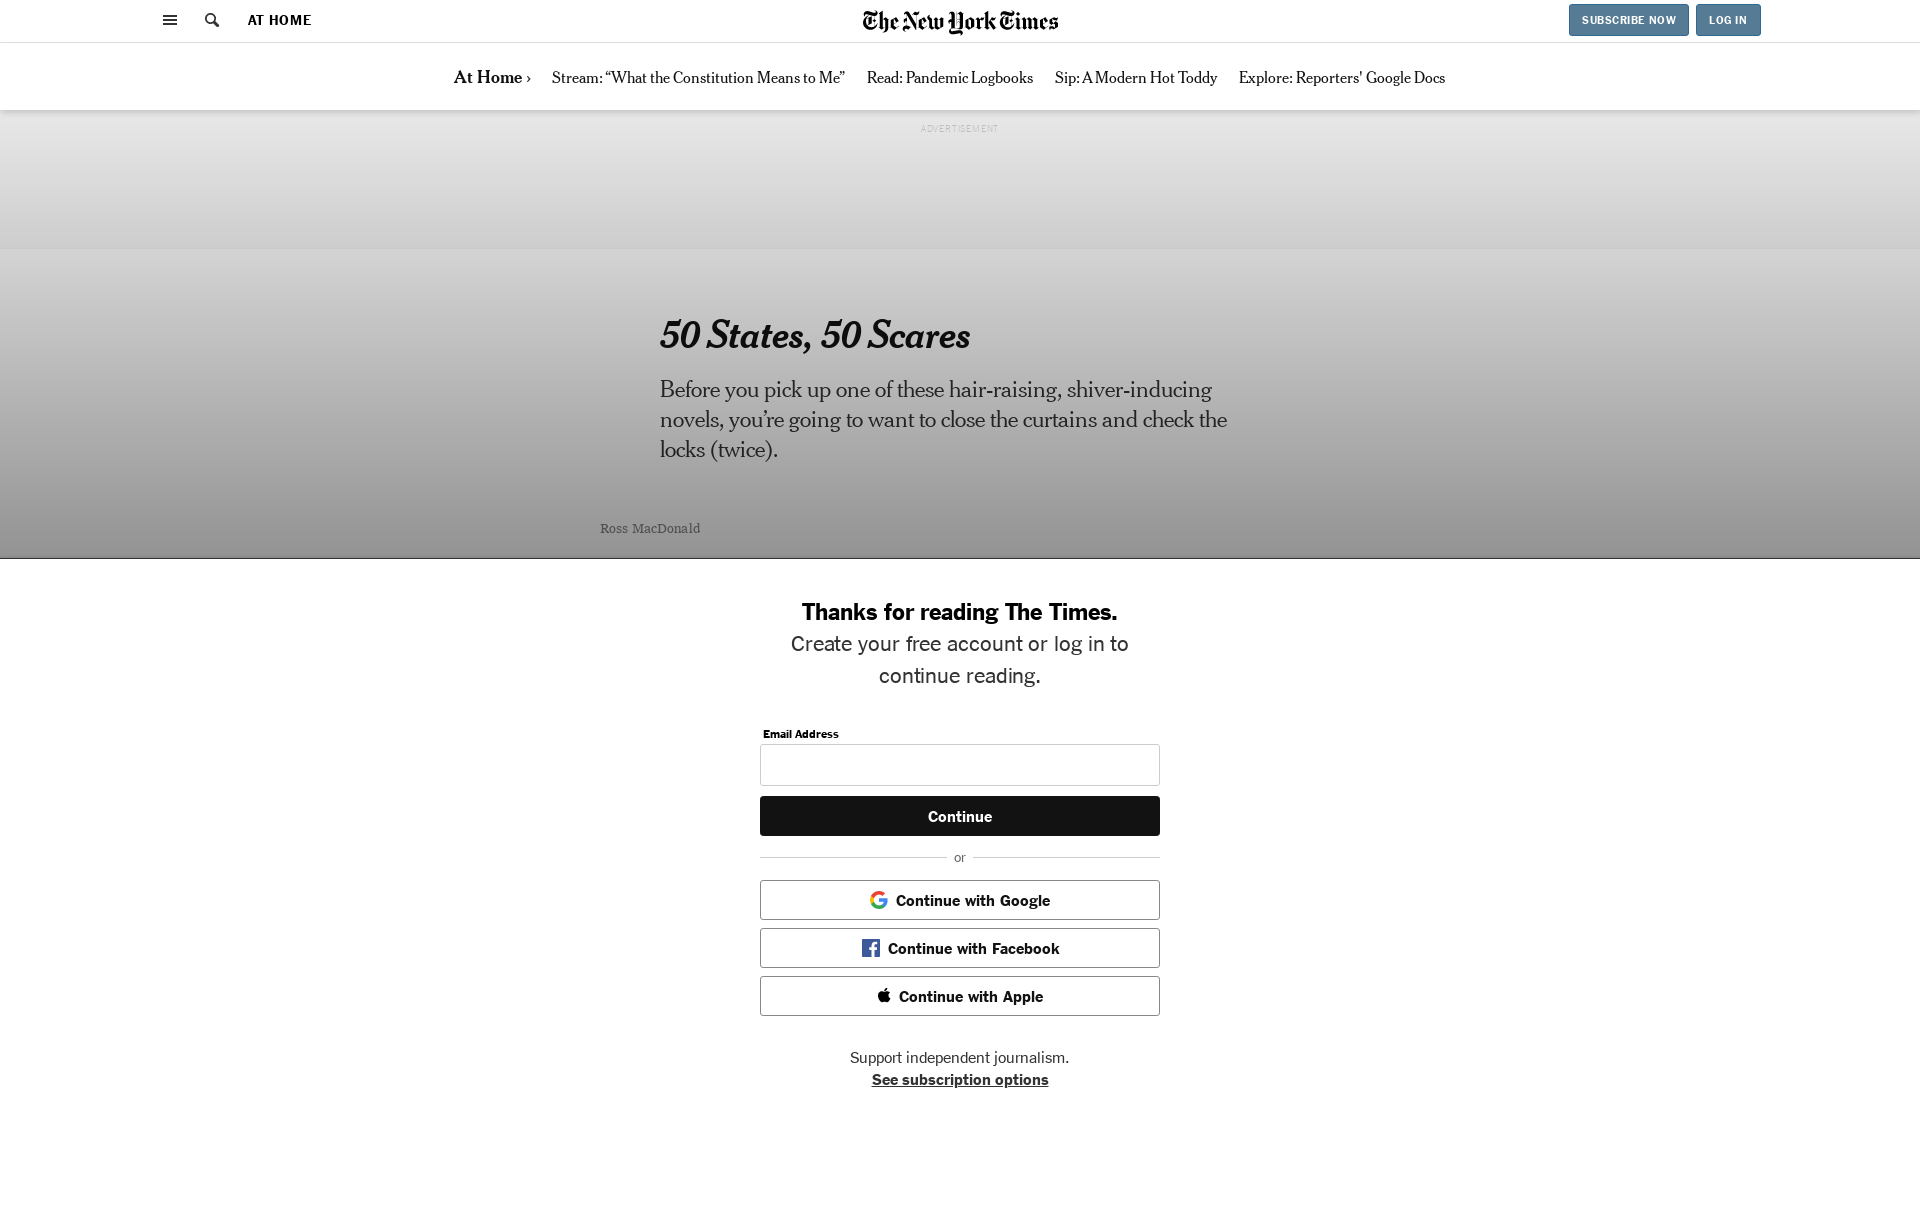 AT HOME
The New York Times
SUBSCRIBE NOW
LOG IN
At Home ›
Stream: “What the Constitution Means to Me”
Read: Pandemic Logbooks
Sip: A Modern Hot Toddy
Explore: Reporters' Google Docs
ADVERTISEMENT
50 States, 50 Scares
Before you pick up one of these hair-raising, shiver-inducing
novels, you’re going to want to close the curtains and check the
locks (twice).
Ross MacDonald
Thanks for reading The Times.
Create your free account or log in to
continue reading.
Email Address
Continue
or
Continue with Google
Continue with Facebook
Continue with Apple
Support independent journalism.
See subscription options